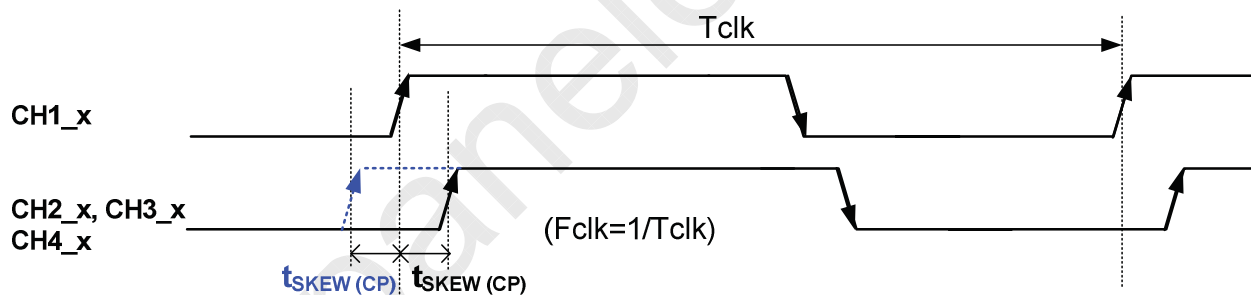 Tclk
CH1_x
CH2_x, CH3_x
CH4_x
(Fclk=1/Tclk)
tSKEW (CP) tSKEW (CP)